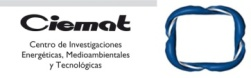 Ciemat
Centro de Investigaciones
Energéticas, Medioambientales
y Tecnológicas